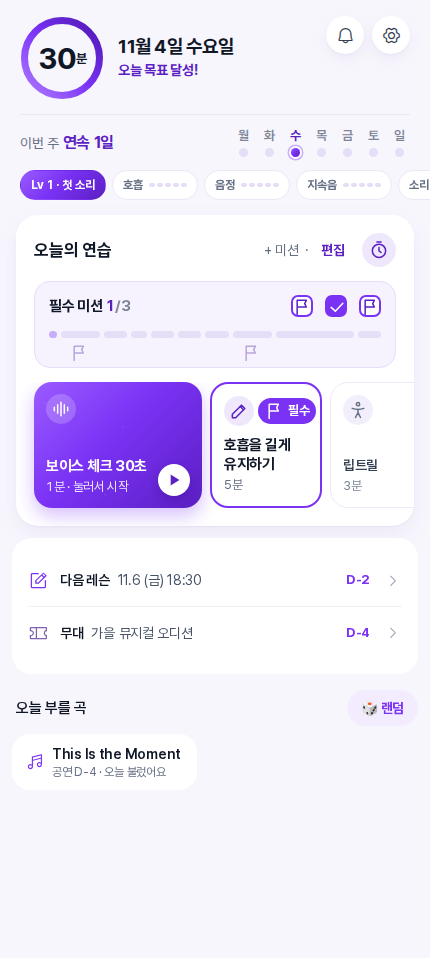 30분
11월 4일 수요일
오늘 목표 달성!
이번 주 연속 1일
월 화 수 목 금 토 일
Lv 1 · 첫 소리
호흡
음정
지속음
소리
오늘의 연습
+ 미션 · 편집
필수 미션 1/3
보이스 체크 30초
1분 · 눌러서 시작
필수
호흡을 길게
유지하기
5분
립트릴
3분
다음 레슨 11.6 (금) 18:30 D-2
무대 가을 뮤지컬 오디션 D-4
오늘 부를 곡
랜덤
This Is the Moment
공연 D-4 · 오늘 불렀어요